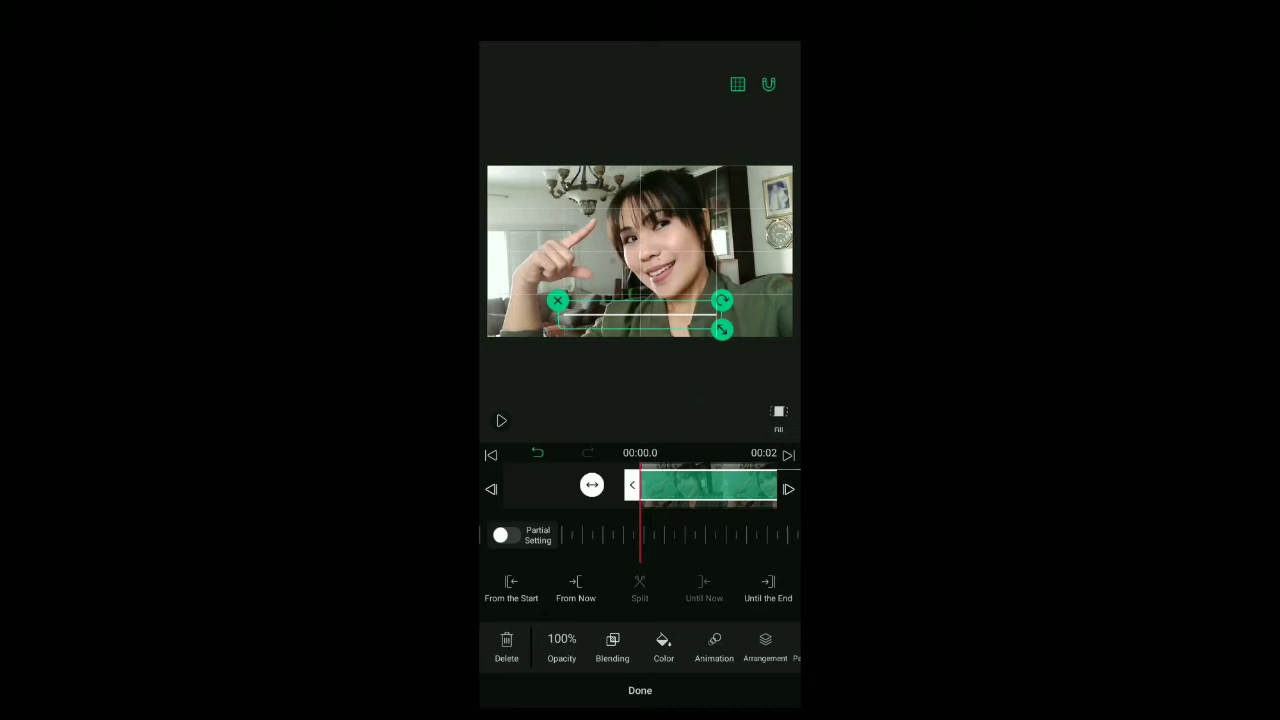 Fill
00:00.0
00:02
Partial
Setting
From the Start
From Now
Split
Until Now
Until the End
100%
Delete
Opacity
Blending
Color
Animation
Arrangement
Pa
Done